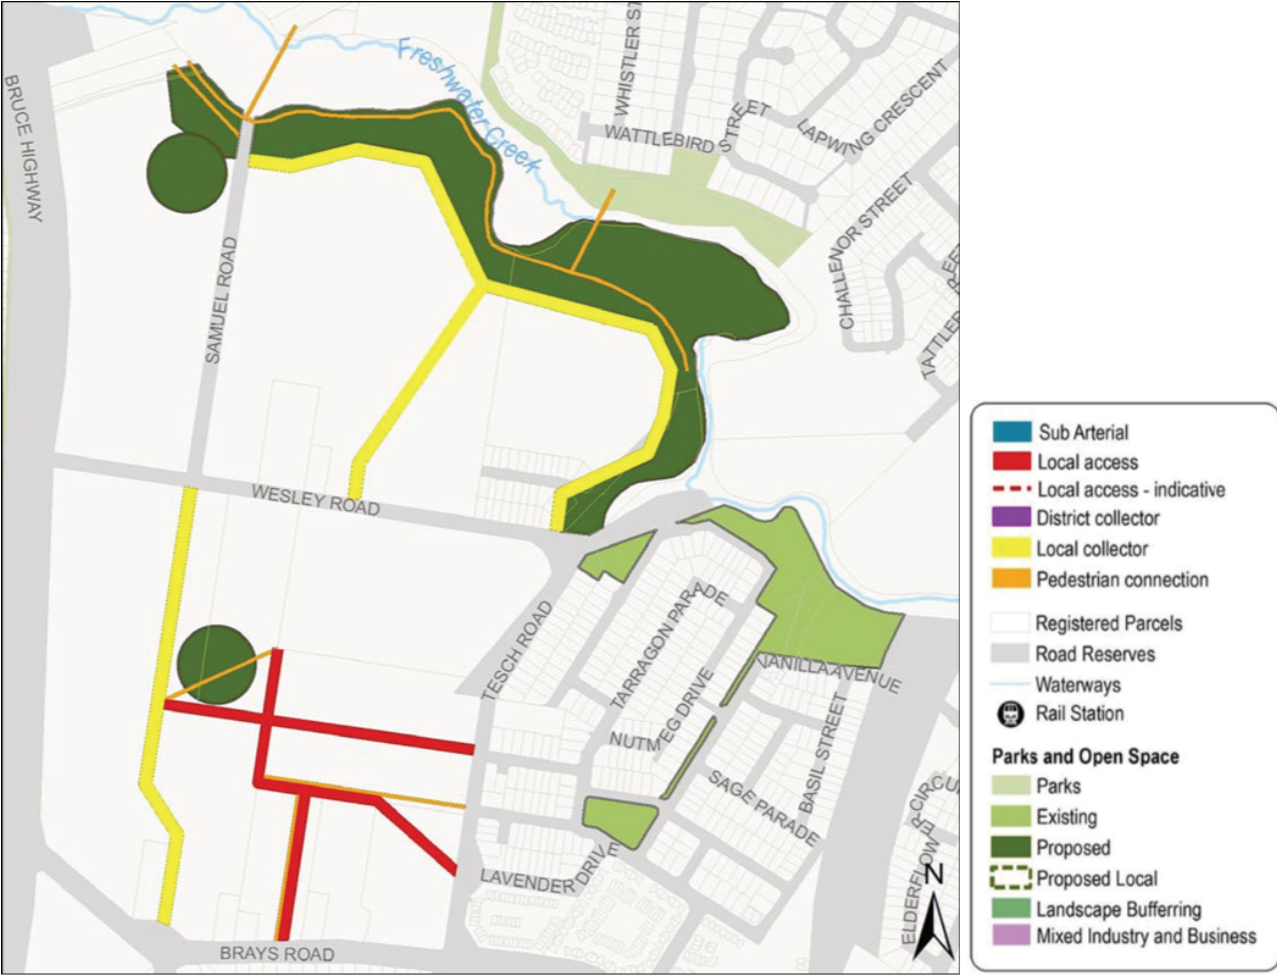 BRUCE HIGHWAY
Freshwater Creek
WHISTLER ST
WATTLEBIRD STREET
LAPWING CRESCENT
CHALLENOR STREET
TATTLER
SAMUEL ROAD
WESLEY ROAD
TESCH ROAD
TARRAGON PARADE
NUTMEG DRIVE
VANILLA AVENUE
BASIL STREET
SAGE PARADE
LAVENDER DRIVE
ELDERFLOWER
CIRCU
BRAYS ROAD
N
Sub Arterial
Local access
Local access - indicative
District collector
Local collector
Pedestrian connection
Registered Parcels
Road Reserves
Waterways
Rail Station
Parks and Open Space
Parks
Existing
Proposed
Proposed Local
Landscape Bufferring
Mixed Industry and Business